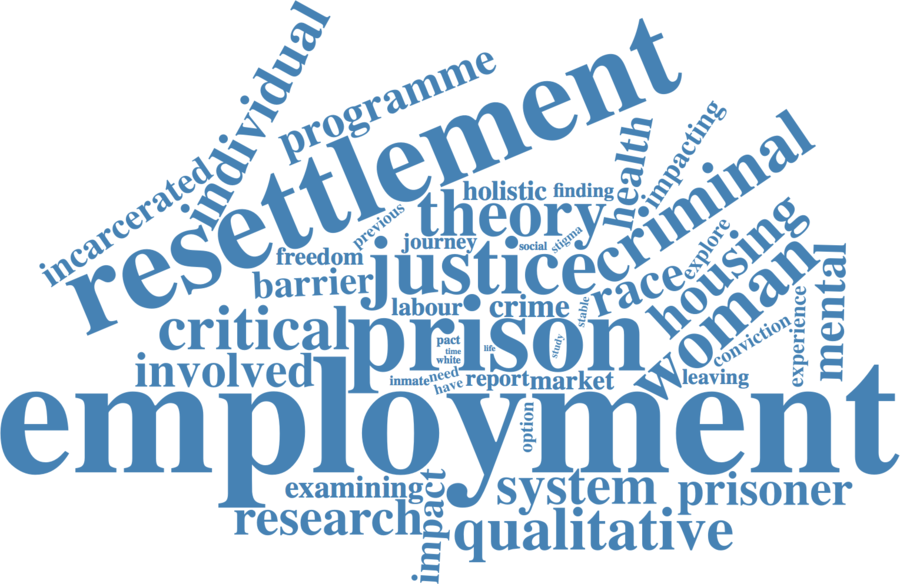 individual
programme
resettlement
incarcerated
health
impacting
criminal
holistic
finding
theory
previous
journey
social
stigma
freedom
justice
race
explore
housing
barrier
labour
crime
stable
woman
mental
critical
prison
experience
conviction
pact
time
white
life
study
involved
inmate
need
have
report
market
leaving
employment
option
examining
impact
system
prisoner
research
qualitative